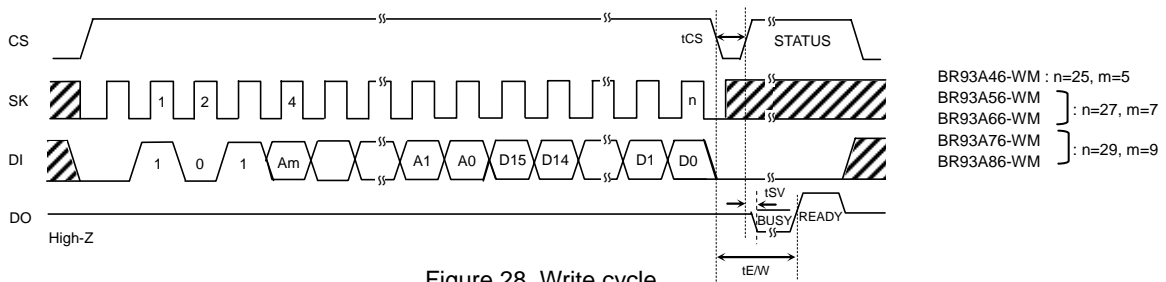 CS
tCS
STATUS
SK
1 2 4 n
BR93A46-WM : n=25, m=5
BR93A56-WM
BR93A66-WM
: n=27, m=7
BR93A76-WM
BR93A86-WM
: n=29, m=9
DI
1 0 1 Am A1 A0 D15 D14 D1 D0
tSV
DO
BUSY READY
High-Z
tE/W
Figure 28. Write cycle